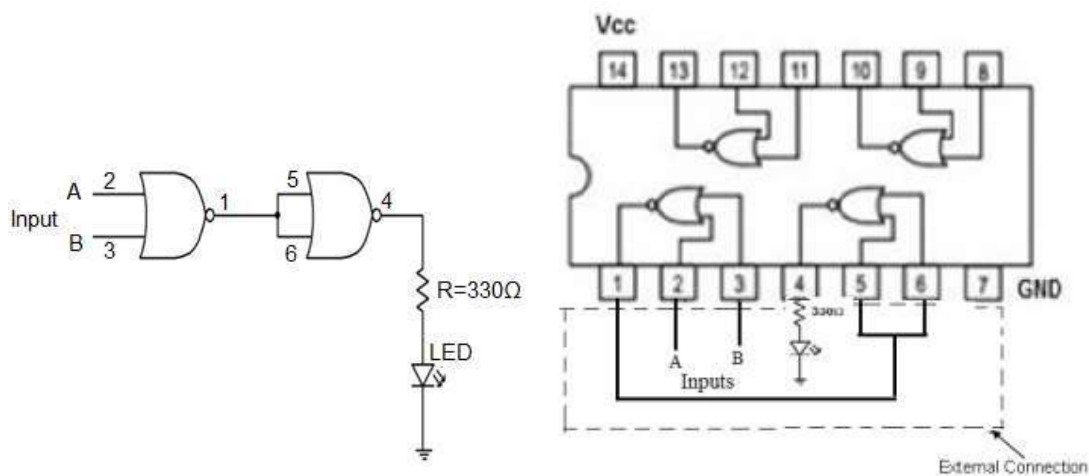 A 2
Input
B 3
1
5
6
4
R=330Ω
LED
Vcc
14 13 12 11 10 9 8
1 2 3 4 5 6 7 GND
330Ω
A B
Inputs
External Connection